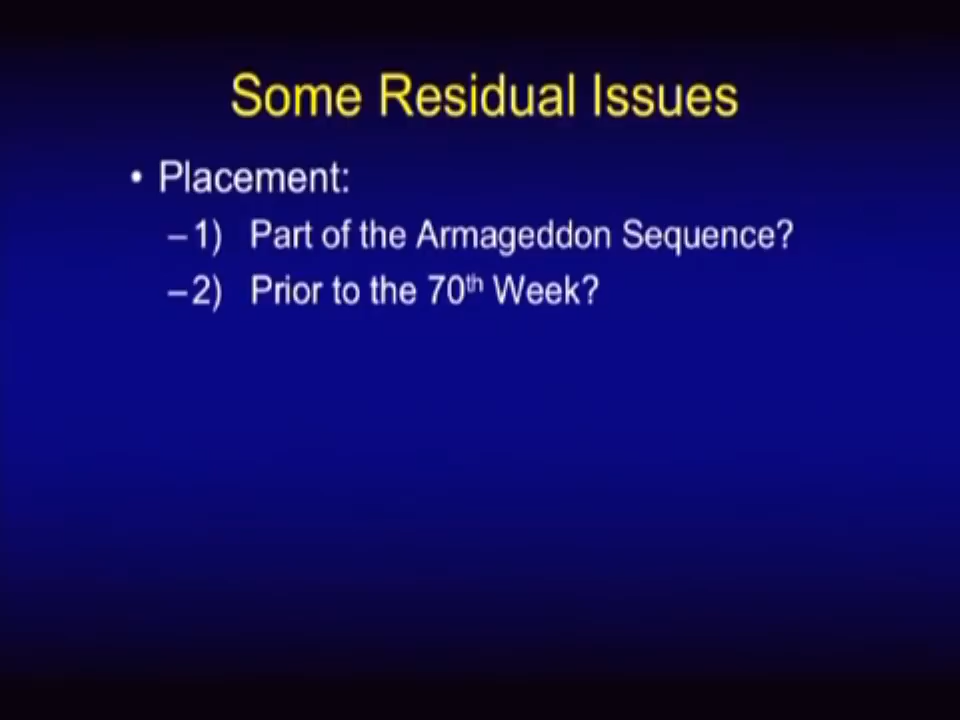 Some Residual Issues
• Placement:
– 1) Part of the Armageddon Sequence?
– 2) Prior to the 70th Week?